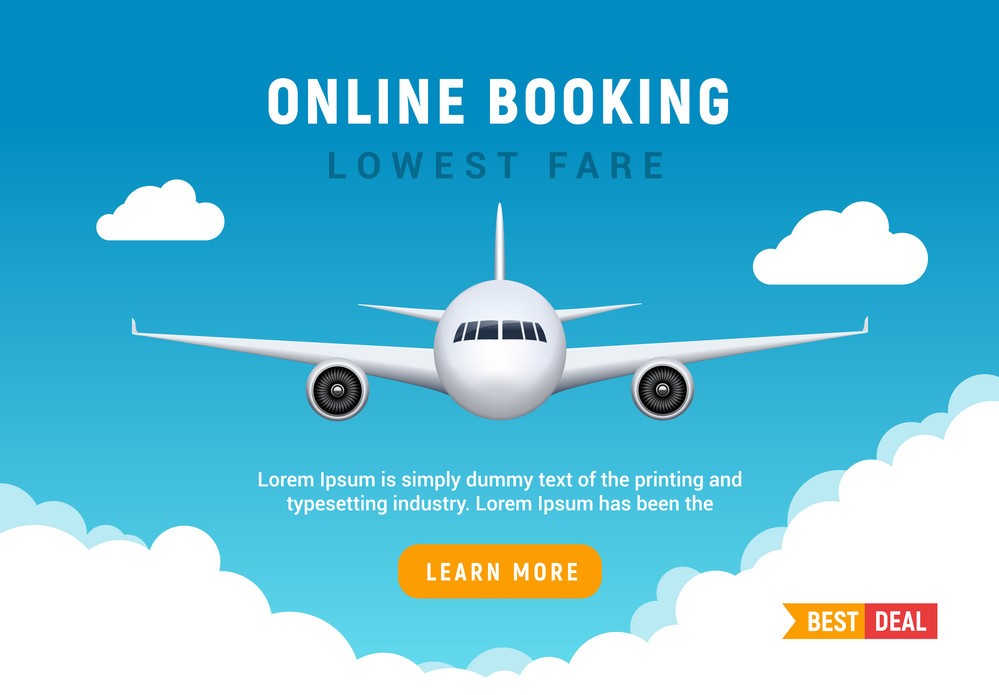 ONLINE BOOKING
LOWEST FARE
Lorem Ipsum is simply dummy text of the printing and
typesetting industry. Lorem Ipsum has been the
LEARN MORE
BEST DEAL